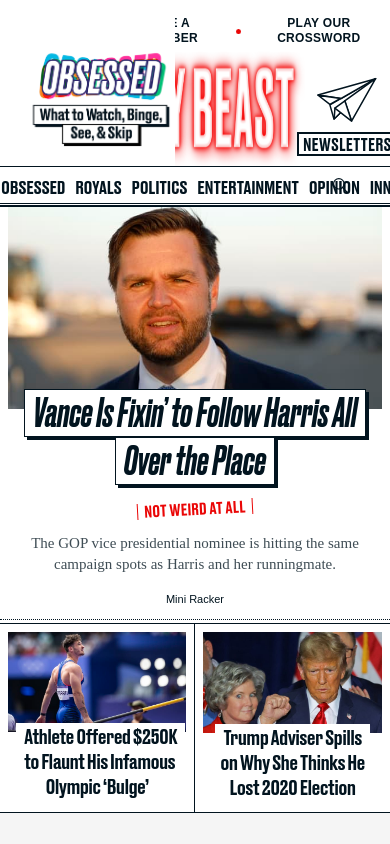 E A
BER
PLAY OUR
CROSSWORD
OBSESSED
What to Watch, Binge,
See, & Skip
Y BEAST
NEWSLETTERS
OBSESSED ROYALS POLITICS ENTERTAINMENT OPINION INN
Vance Is Fixin’ to Follow Harris All
Over the Place
NOT WEIRD AT ALL
The GOP vice presidential nominee is hitting the same
campaign spots as Harris and her runningmate.
Mini Racker
Athlete Offered $250K
to Flaunt His Infamous
Olympic ‘Bulge’
Trump Adviser Spills
on Why She Thinks He
Lost 2020 Election